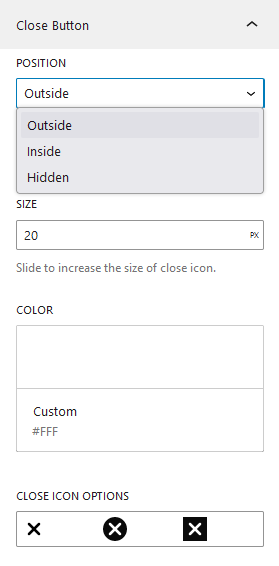 Close Button
POSITION
Outside
Outside
Inside
Hidden
SIZE
20 PX
Slide to increase the size of close icon.
COLOR
Custom
#FFF
CLOSE ICON OPTIONS